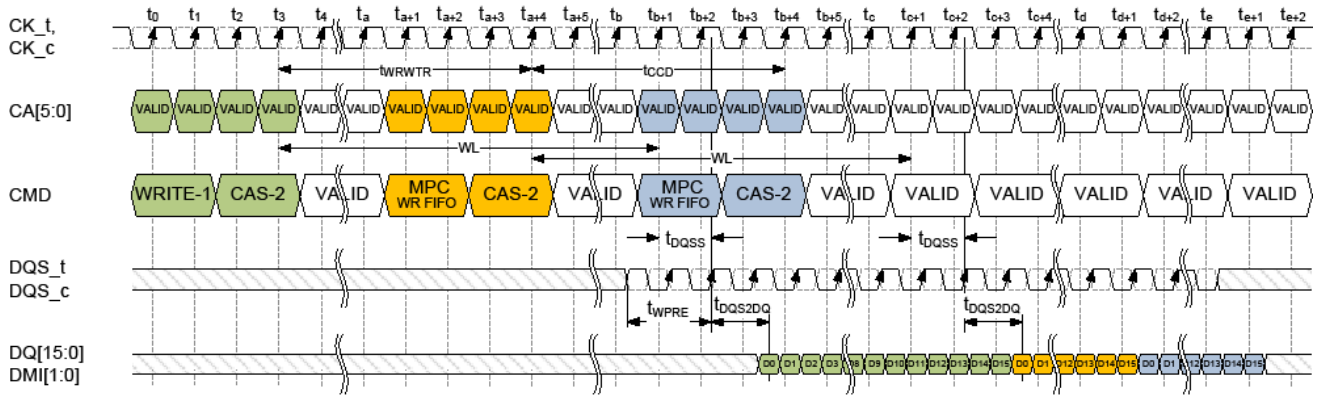 t0 t1 t2 t3 t4 ta ta+1 ta+2 ta+3 ta+4 ta+5 tb tb+1 tb+2 tb+3 tb+4 tb+5 tc tc+1 tc+2 tc+3 tc+4 td td+1 td+2 te te+1 te+2
CK_t,
CK_c
tWRWTR tCCD
CA[5:0] VALID VALID VALID VALID VALID VALID VALID VALID VALID VALID VALID VALID VALID VALID VALID VALID VALID VALID VALID VALID VALID VALID VALID VALID VALID VALID VALID VALID
WL WL
CMD WRITE-1 CAS-2 VALID MPC WR FIFO CAS-2 VALID MPC WR FIFO CAS-2 VALID VALID VALID VALID VALID VALID
tDQSS tDQSS
DQS_t
DQS_c
tWPRE tDQS2DQ tDQS2DQ
DQ[15:0]
DMI[1:0]
D0 D1 D2 D3 D9 D10 D11 D12 D13 D14 D15 D0 D1 D12 D13 D14 D15 D0 D1 D13 D14 D15